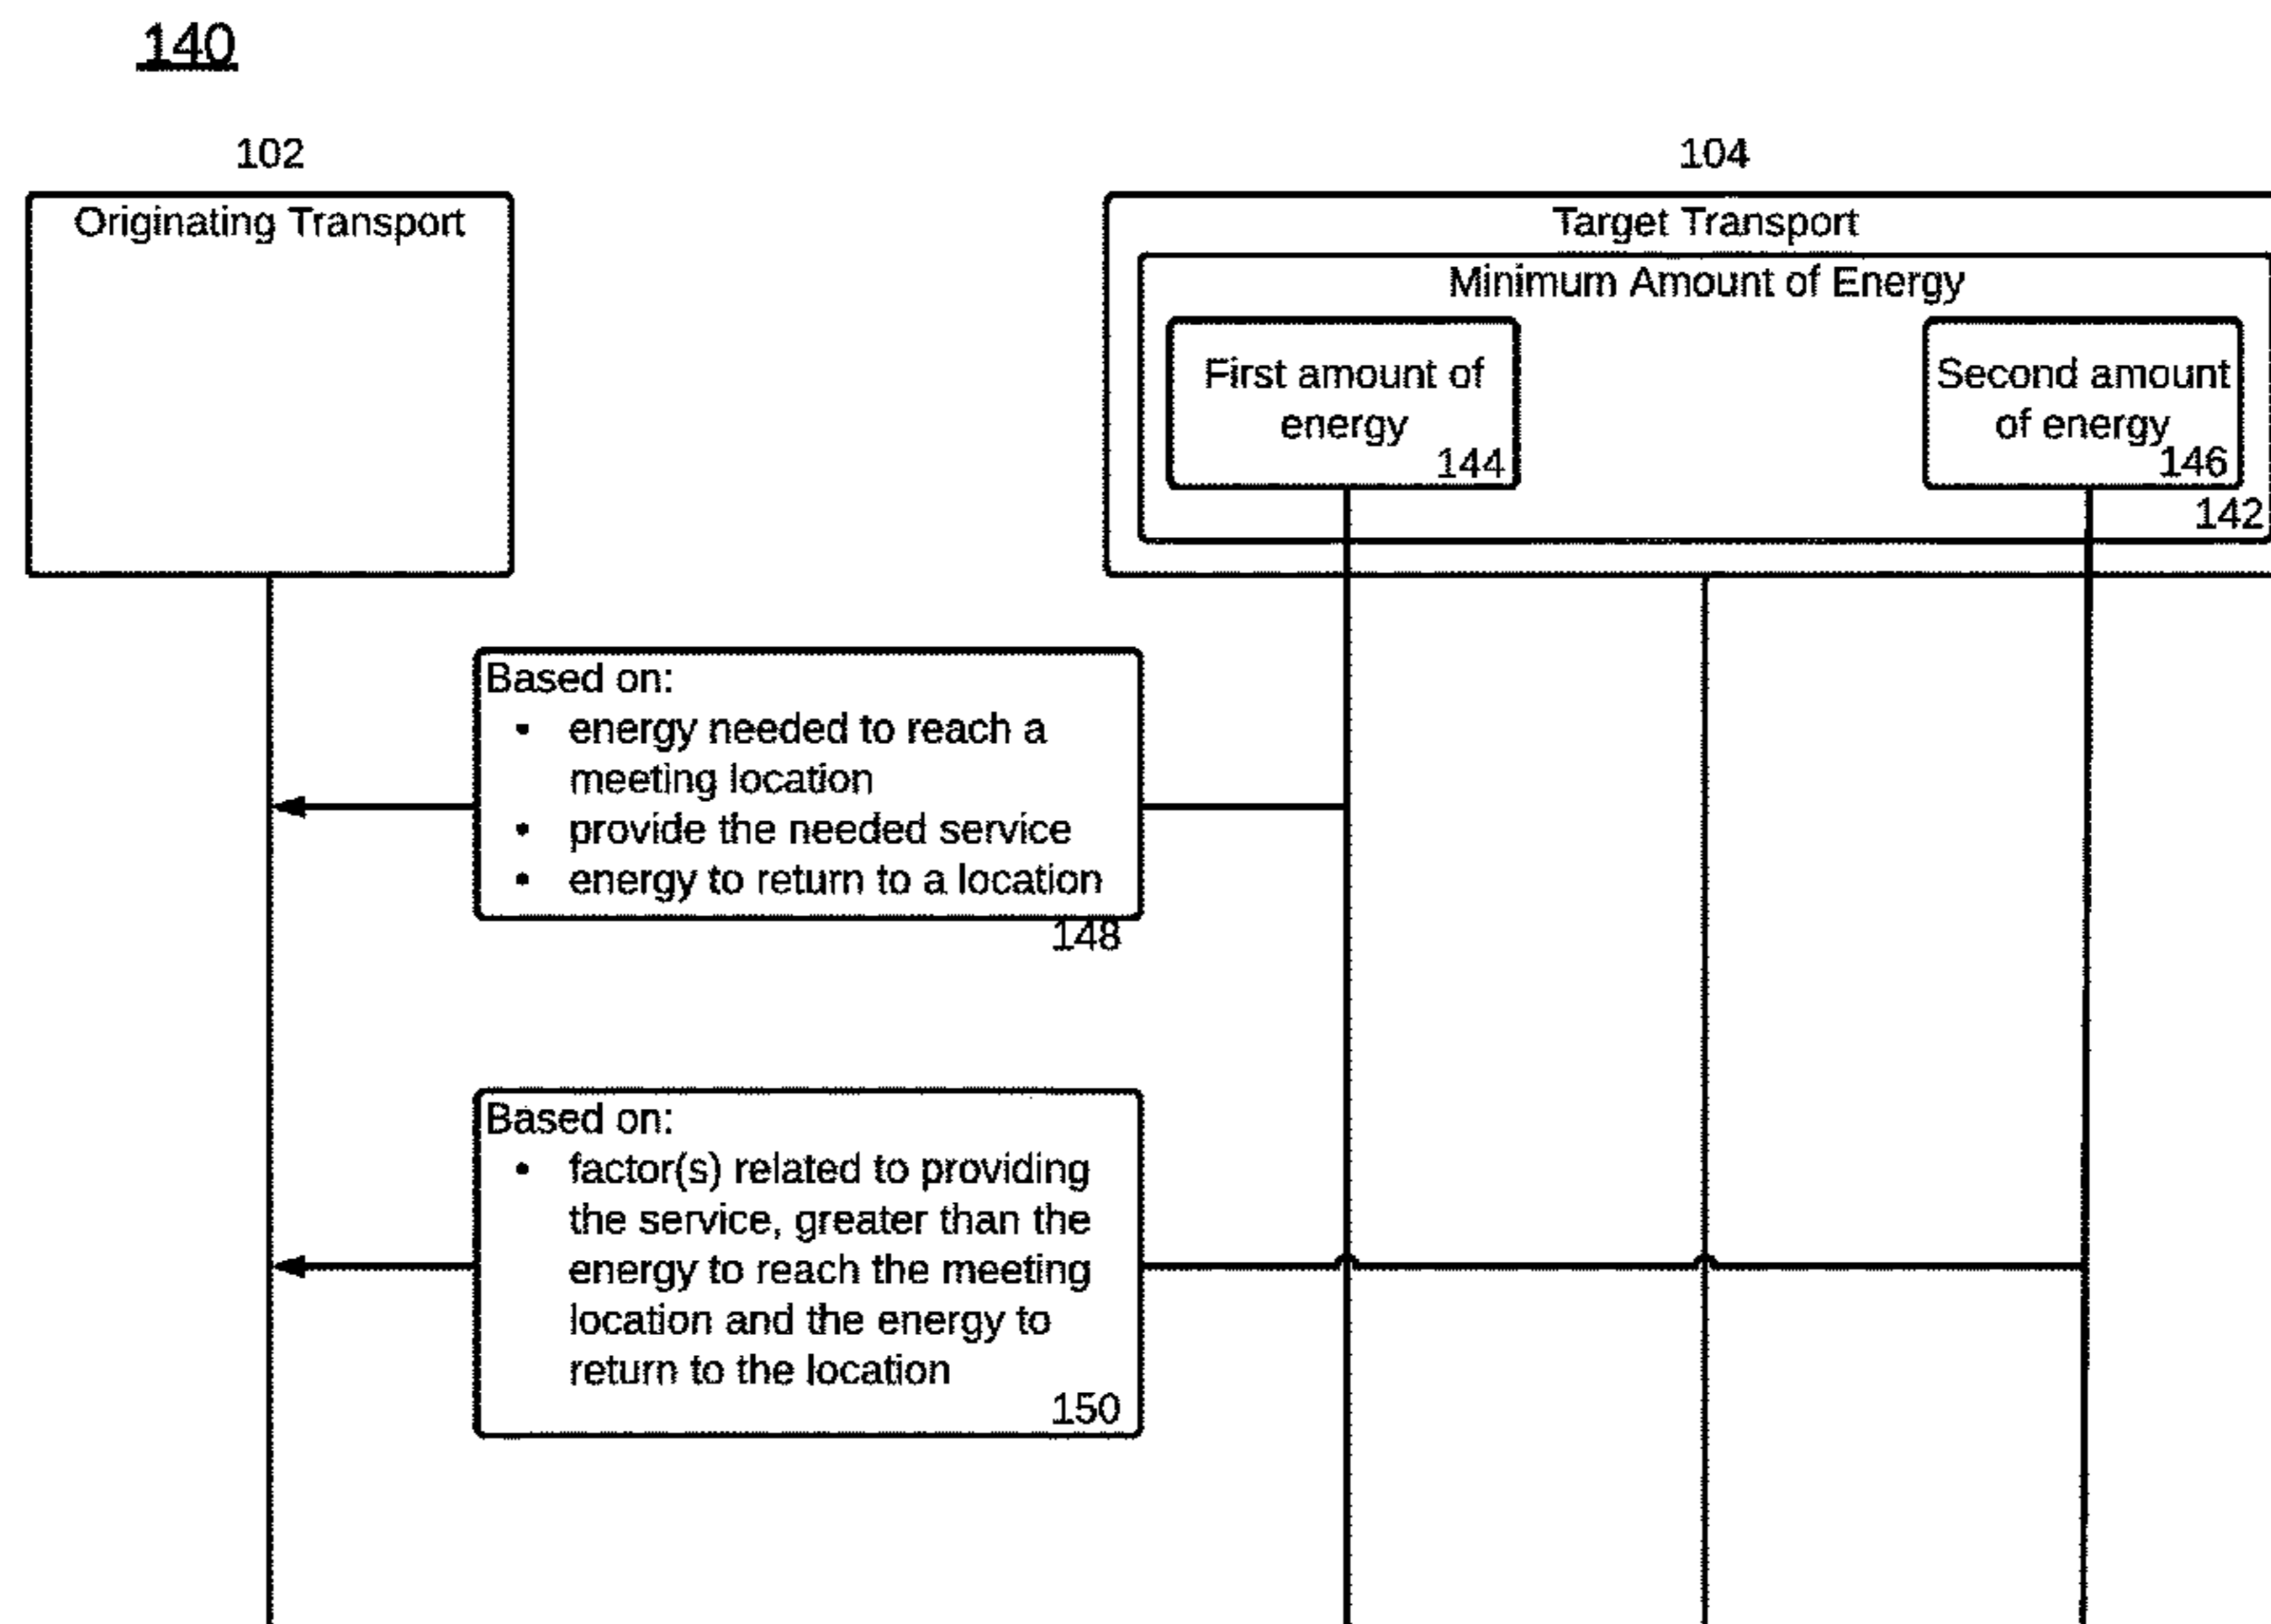 140
102
Originating Transport
104
Target Transport
Minimum Amount of Energy
First amount of
energy
144
Second amount
of energy
146
142
Based on:
• energy needed to reach a
meeting location
• provide the needed service
• energy to return to a location
148
Based on:
• factor(s) related to providing
the service, greater than the
energy to reach the meeting
location and the energy to
return to the location
150